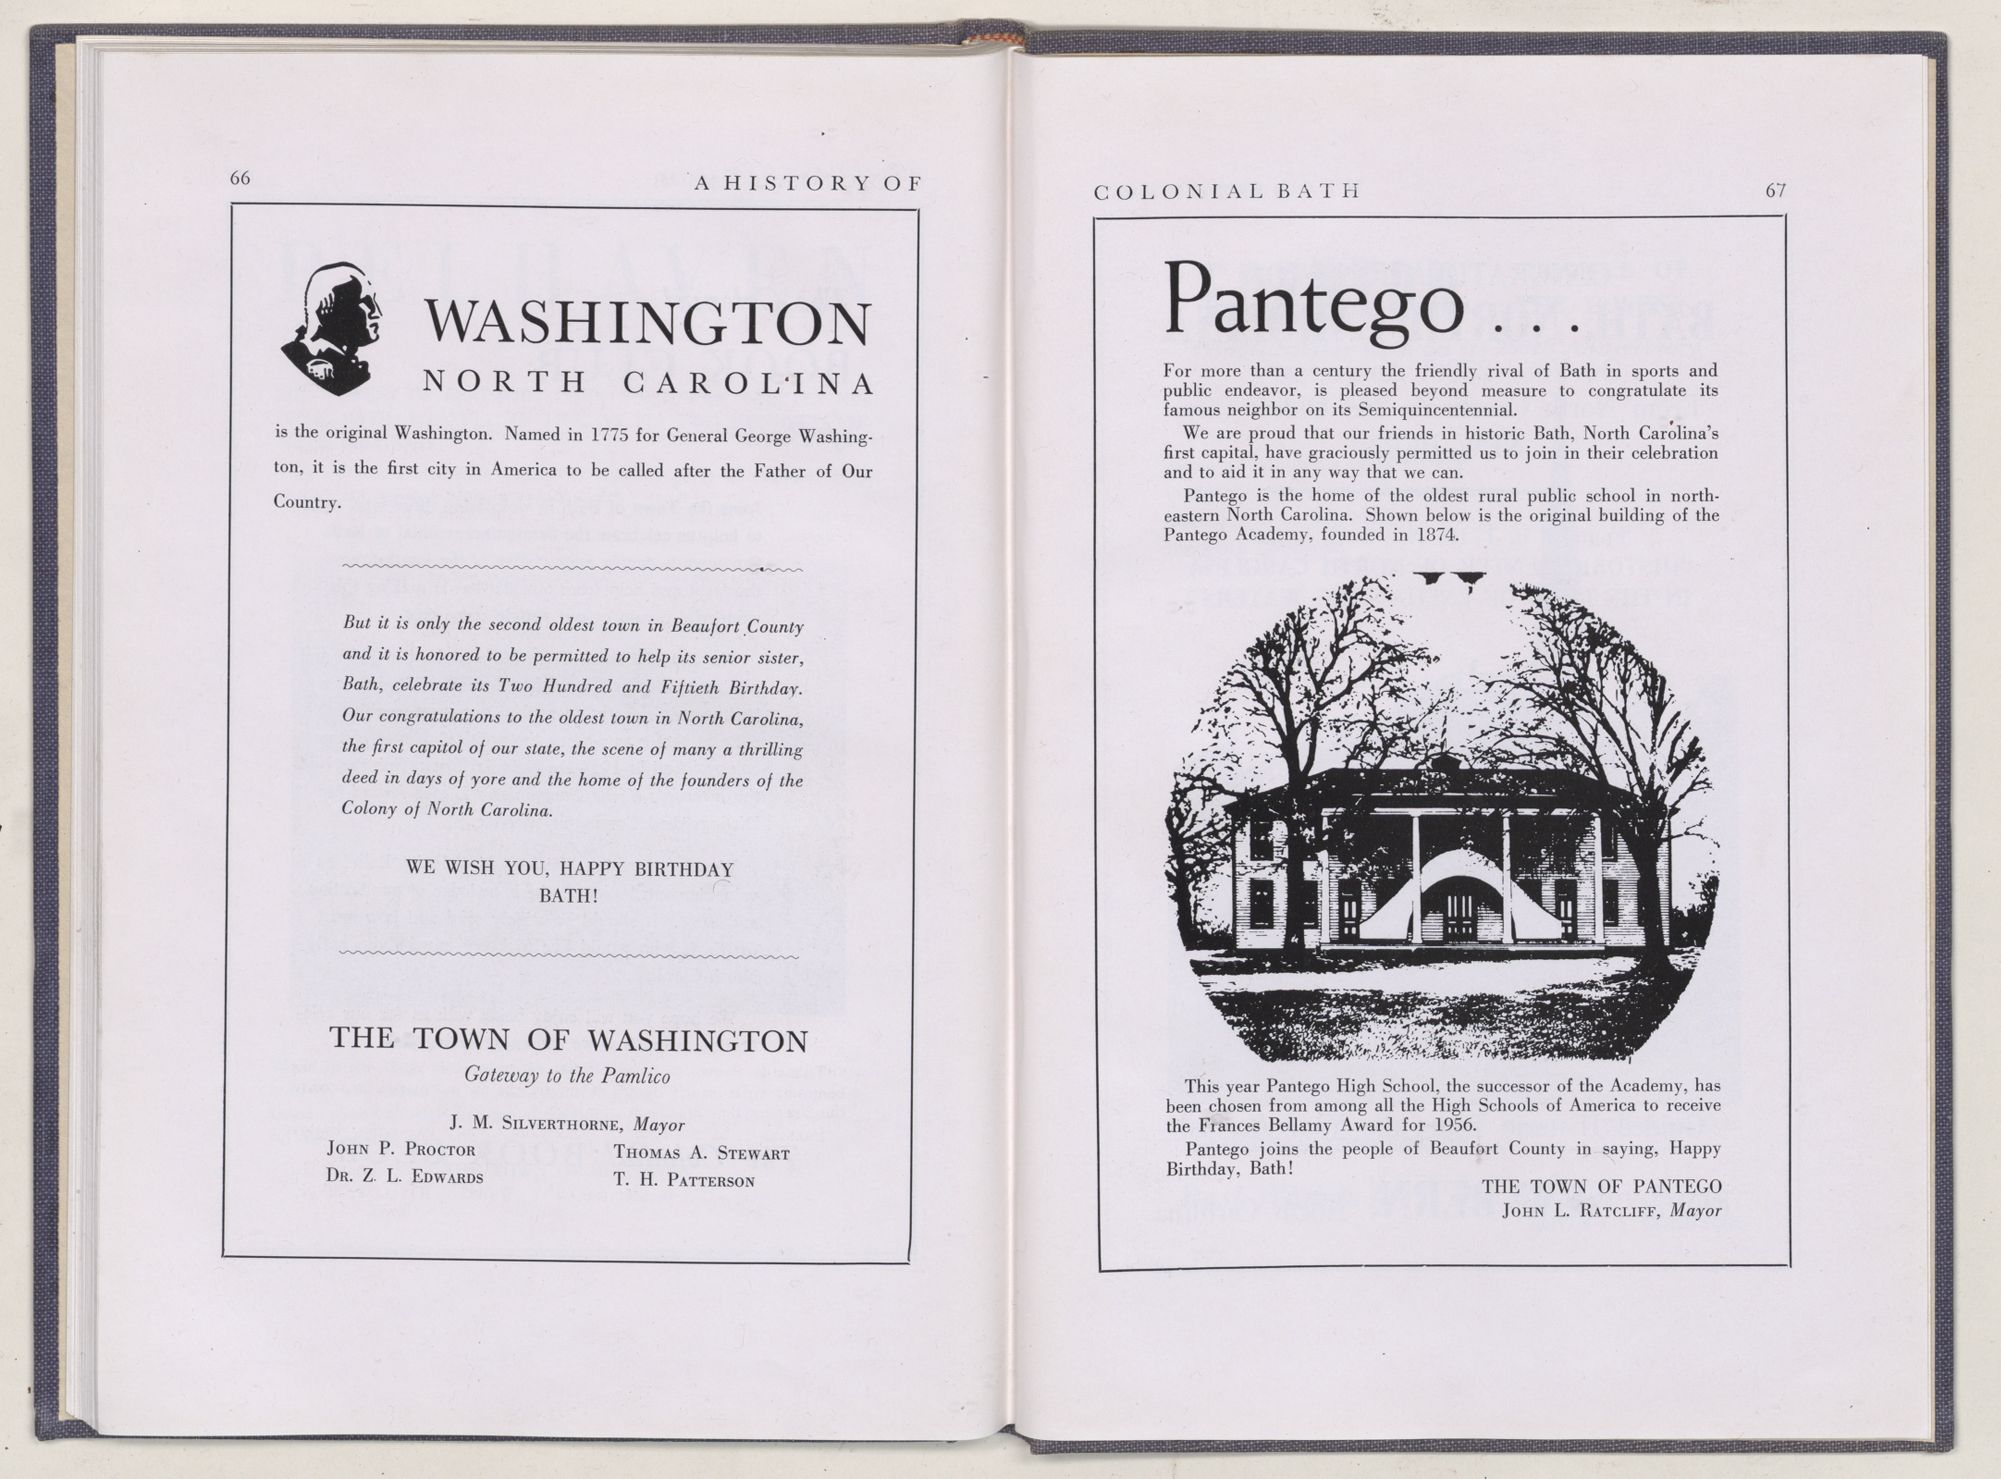 66
A HISTORY OF
WASHINGTON
NORTH CAROLINA
is the original Washington. Named in 1775 for General George Washing-
ton, it is the first city in America to be called after the Father of Our
Country.
But it is only the second oldest town in Beaufort County
and it is honored to be permitted to help its senior sister,
Bath, celebrate its Two Hundred and Fiftieth Birthday.
Our congratulations to the oldest town in North Carolina,
the first capitol of our state, the scene of many a thrilling
deed in days of yore and the home of the founders of the
Colony of North Carolina.
WE WISH YOU, HAPPY BIRTHDAY
BATH!
THE TOWN OF WASHINGTON
Gateway to the Pamlico
J. M. SILVERTHORNE, Mayor
JOHN P. PROCTOR THOMAS A. STEWART
DR. Z. L. EDWARDS T. H. PATTERSON
COLONIAL BATH
67
Pantego . . .
For more than a century the friendly rival of Bath in sports and
public endeavor, is pleased beyond measure to congratulate its
famous neighbor on its Semiquincentennial.
We are proud that our friends in historic Bath, North Carolina's
first capital, have graciously permitted us to join in their celebration
and to aid it in any way that we can.
Pantego is the home of the oldest rural public school in north-
eastern North Carolina. Shown below is the original building of the
Pantego Academy, founded in 1874.
This year Pantego High School, the successor of the Academy, has
been chosen from among all the High Schools of America to receive
the Frances Bellamy Award for 1956.
Pantego joins the people of Beaufort County in saying, Happy
Birthday, Bath!
THE TOWN OF PANTEGO
JOHN L. RATCLIFF, Mayor